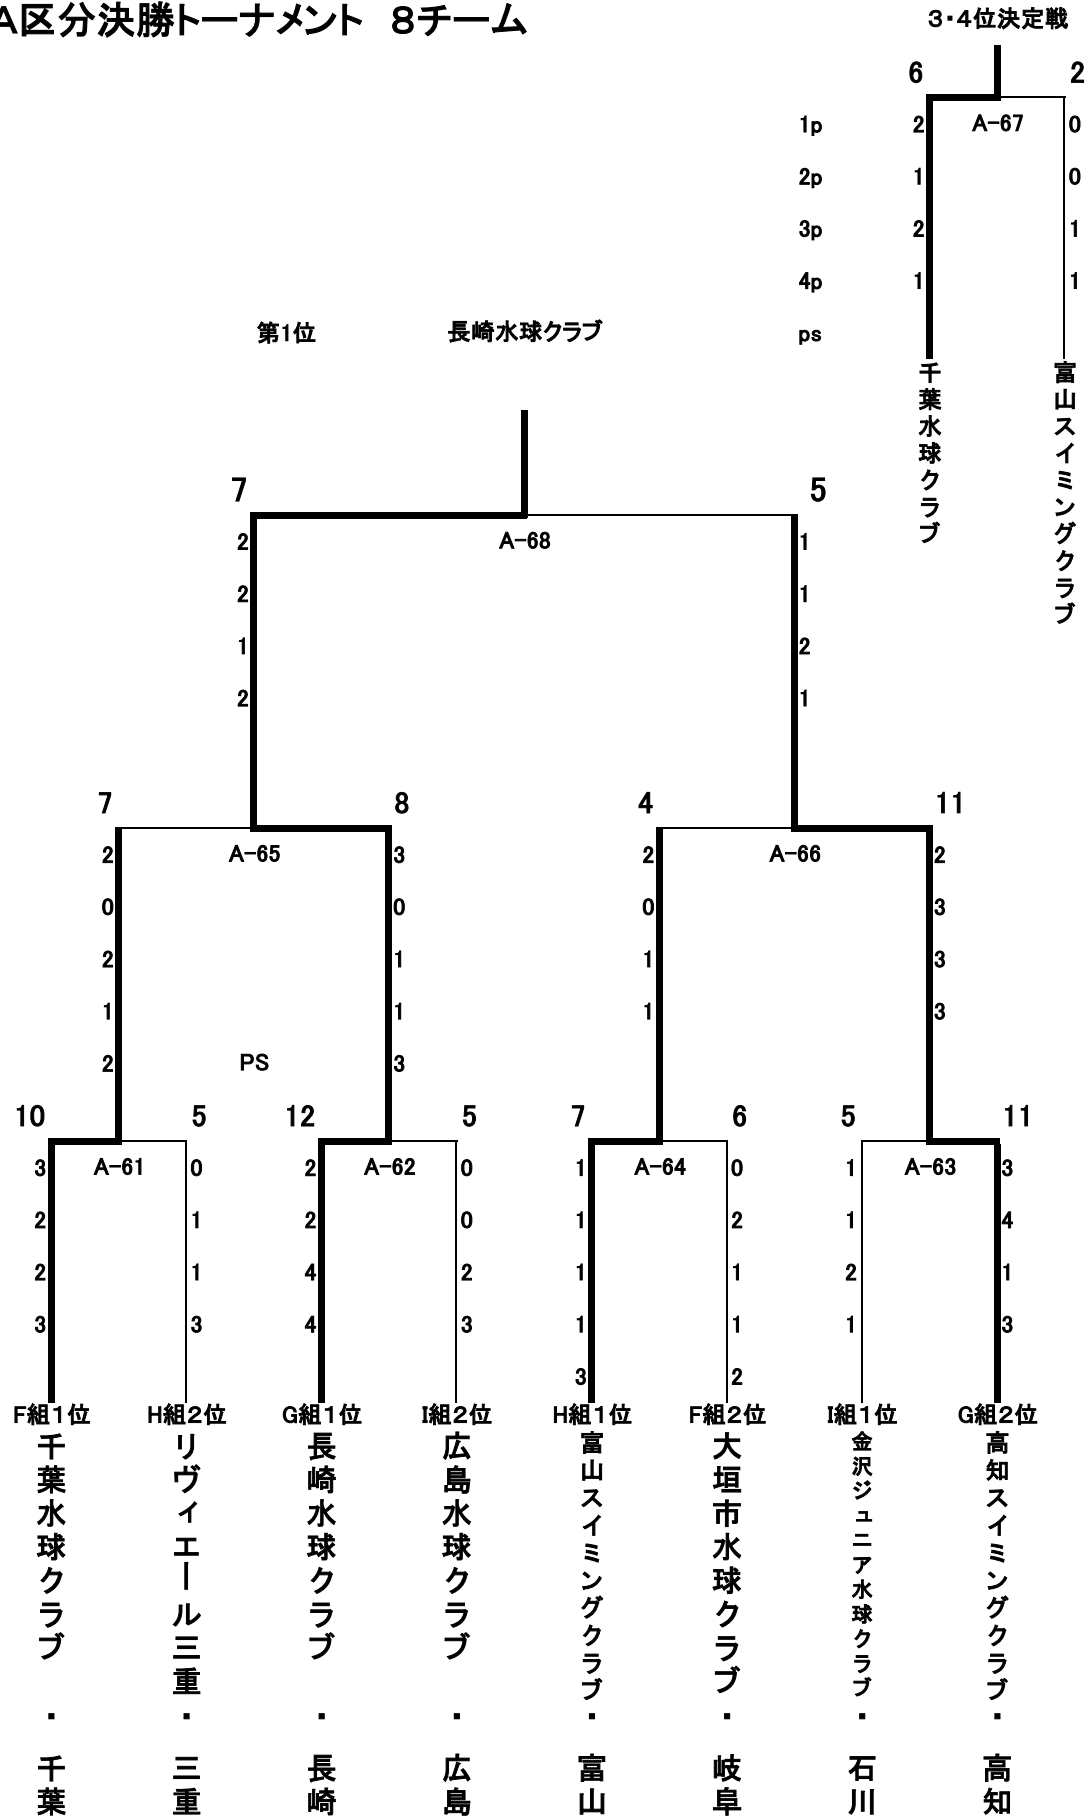 A区分決勝トーナメント　８チーム
３・４位決定戦
6 2
1p 2 A-67 0
2p 1 0
3p 2 1
4p 1 1
第1位 長崎水球クラブ ps
千葉水球クラブ
富山スイミングクラブ
7 5
2 A-68 1
2 1
1 2
2 1
7 8 4 11
2 A-65 3 2 A-66 2
0 0 0 3
2 1 1 3
1 1 1 3
2 PS 3
10 5 12 5 7 6 5 11
3 A-61 0 2 A-62 0 1 A-64 0 1 A-63 3
2 1 2 0 1 2 1 4
2 1 4 2 1 1 2 1
3 3 4 3 1 1 1 3
3 2
F組１位 H組２位 G組１位 I組２位 H組１位 F組２位 I組１位 G組２位
千葉水球クラブ ・ 千葉
リヴィエール三重 ・ 三重
長崎水球クラブ ・ 長崎
広島水球クラブ ・ 広島
富山スイミングクラブ ・ 富山
大垣市水球クラブ ・ 岐阜
金沢ジュニア水球クラブ ・ 石川
高知スイミングクラブ ・ 高知